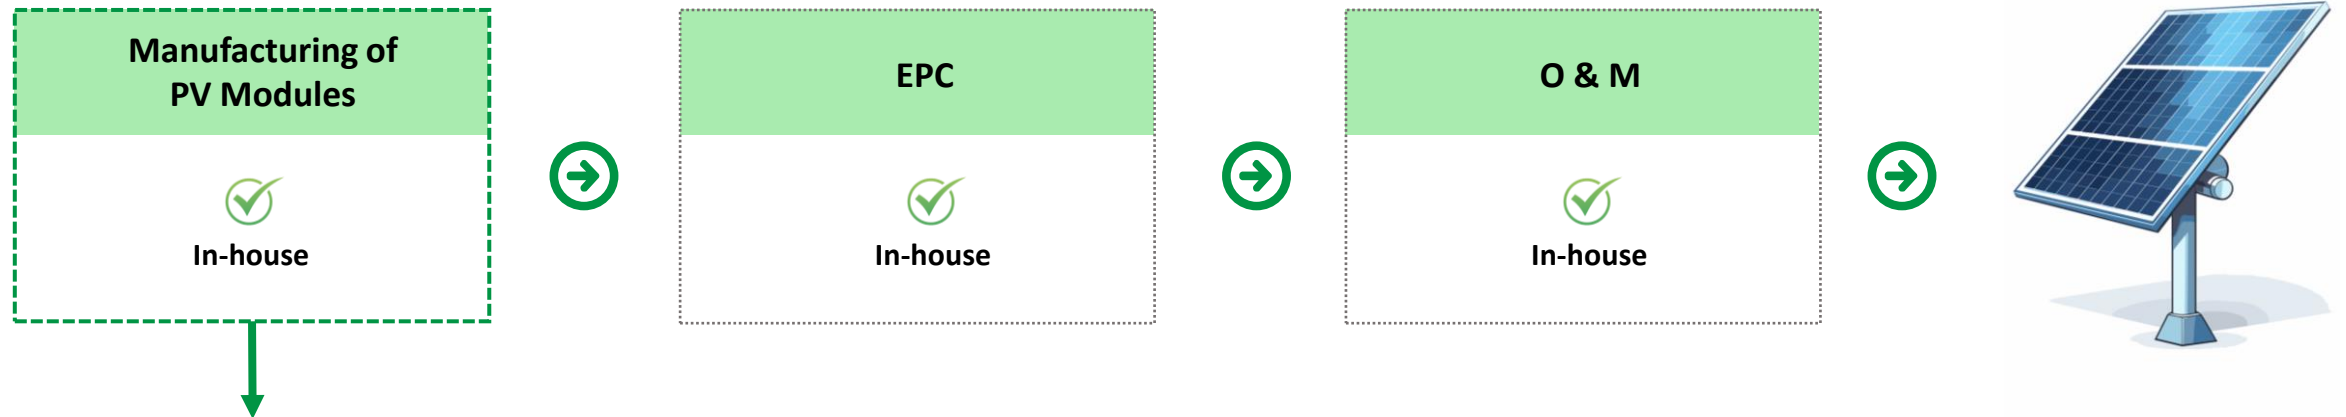 Manufacturing of
PV Modules
In-house
EPC
In-house
O & M
In-house